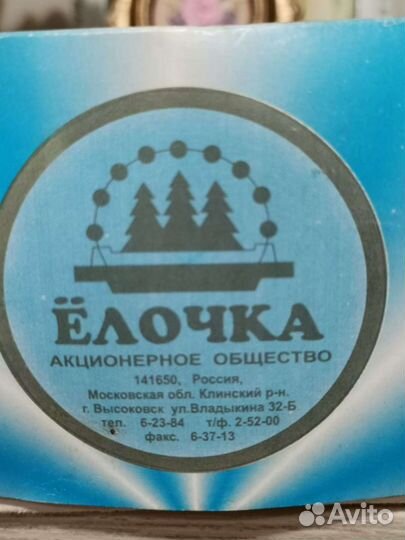 ЁЛОЧКА
АКЦИОНЕРНОЕ ОБЩЕСТВО
141650, Россия,
Московская обл. Клинский р-н.
г. Высоковск ул.Владыкина 32-Б
тел. 6-23-84 т/ф. 2-52-00
факс. 6-37-13
Avito